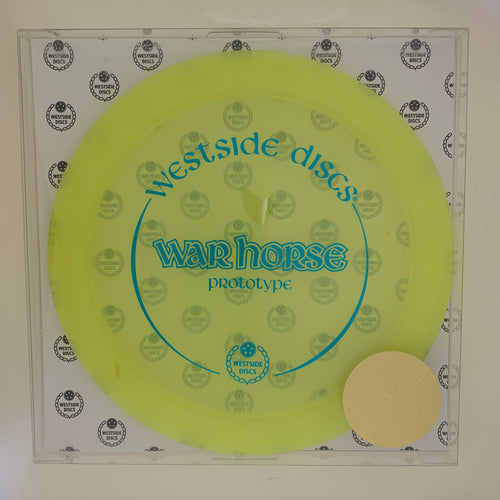 WESTSIDE DISCS
WAR HORSE
PROTOTYPE
WESTSIDE
DISCS